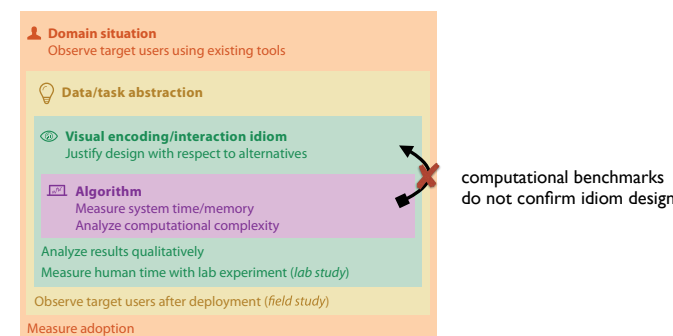 Domain situation
Observe target users using existing tools
Data/task abstraction
Visual encoding/interaction idiom
Justify design with respect to alternatives
Algorithm
Measure system time/memory
Analyze computational complexity
Analyze results qualitatively
Measure human time with lab experiment (lab study)
Observe target users after deployment (field study)
Measure adoption
computational benchmarks
do not confirm idiom design